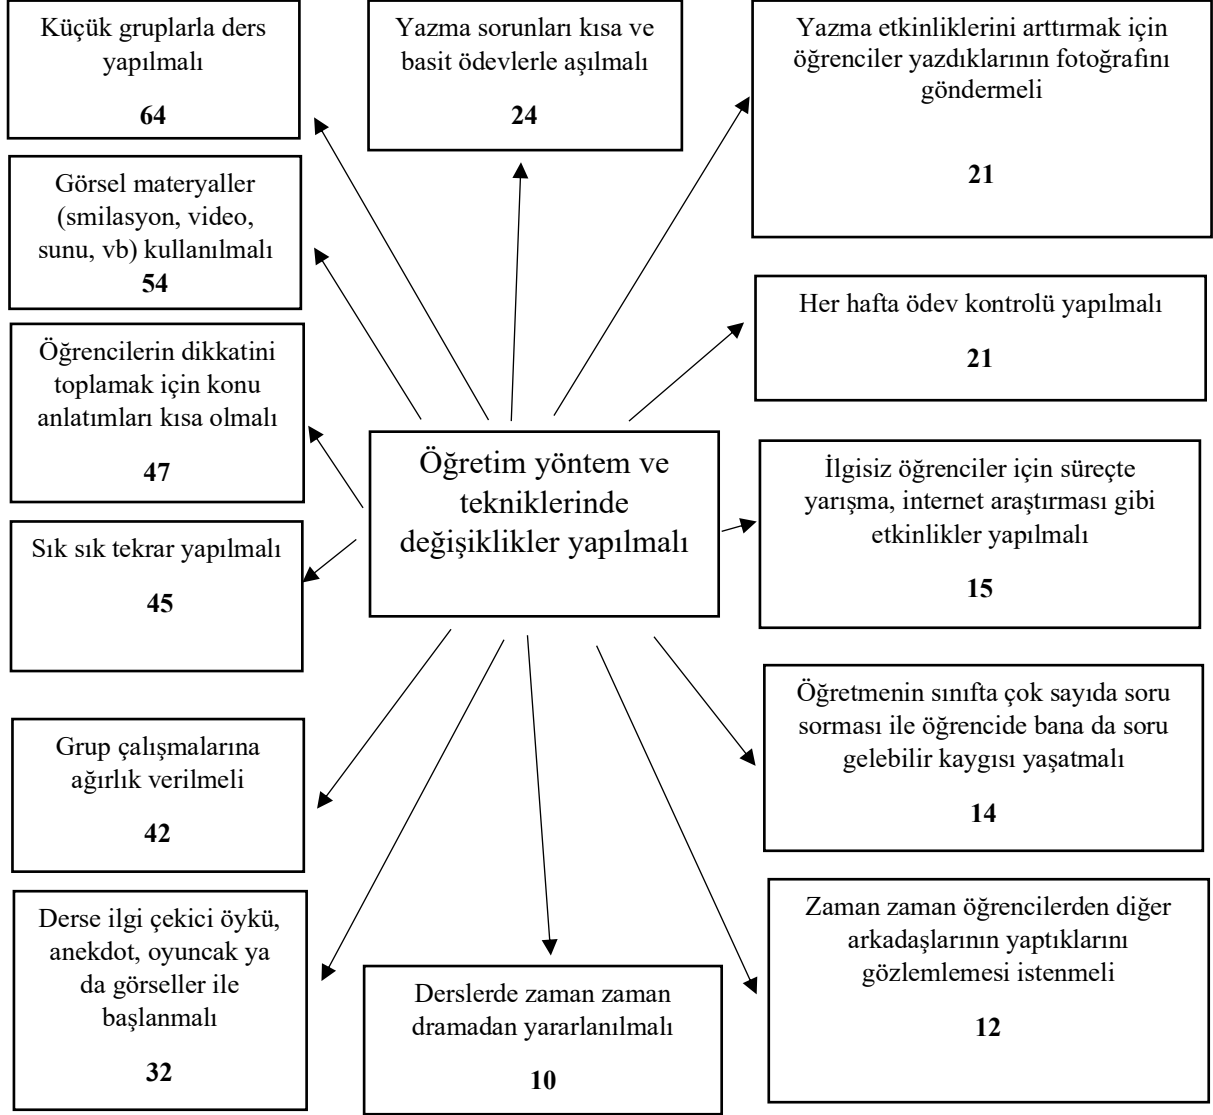 Küçük gruplarla ders
yapılmalı
64
Yazma sorunları kısa ve
basit ödevlerle aşılmalı
24
Yazma etkinliklerini arttırmak için
öğrenciler yazdıklarının fotoğrafını
göndermeli
21
Görsel materyaller
(smilasyon, video,
sunu, vb) kullanılmalı
54
Her hafta ödev kontrolü yapılmalı
21
Öğrencilerin dikkatini
toplamak için konu
anlatımları kısa olmalı
47
Öğretim yöntem ve
tekniklerinde
değişiklikler yapılmalı
İlgisiz öğrenciler için süreçte
yarışma, internet araştırması gibi
etkinlikler yapılmalı
15
Sık sık tekrar yapılmalı
45
Öğretmenin sınıfta çok sayıda soru
sorması ile öğrencide bana da soru
gelebilir kaygısı yaşatmalı
14
Grup çalışmalarına
ağırlık verilmeli
42
Derse ilgi çekici öykü,
anekdot, oyuncak ya
da görseller ile
başlanmalı
32
Derslerde zaman zaman
dramadan yararlanılmalı
10
Zaman zaman öğrencilerden diğer
arkadaşlarının yaptıklarını
gözlemlemesi istenmeli
12